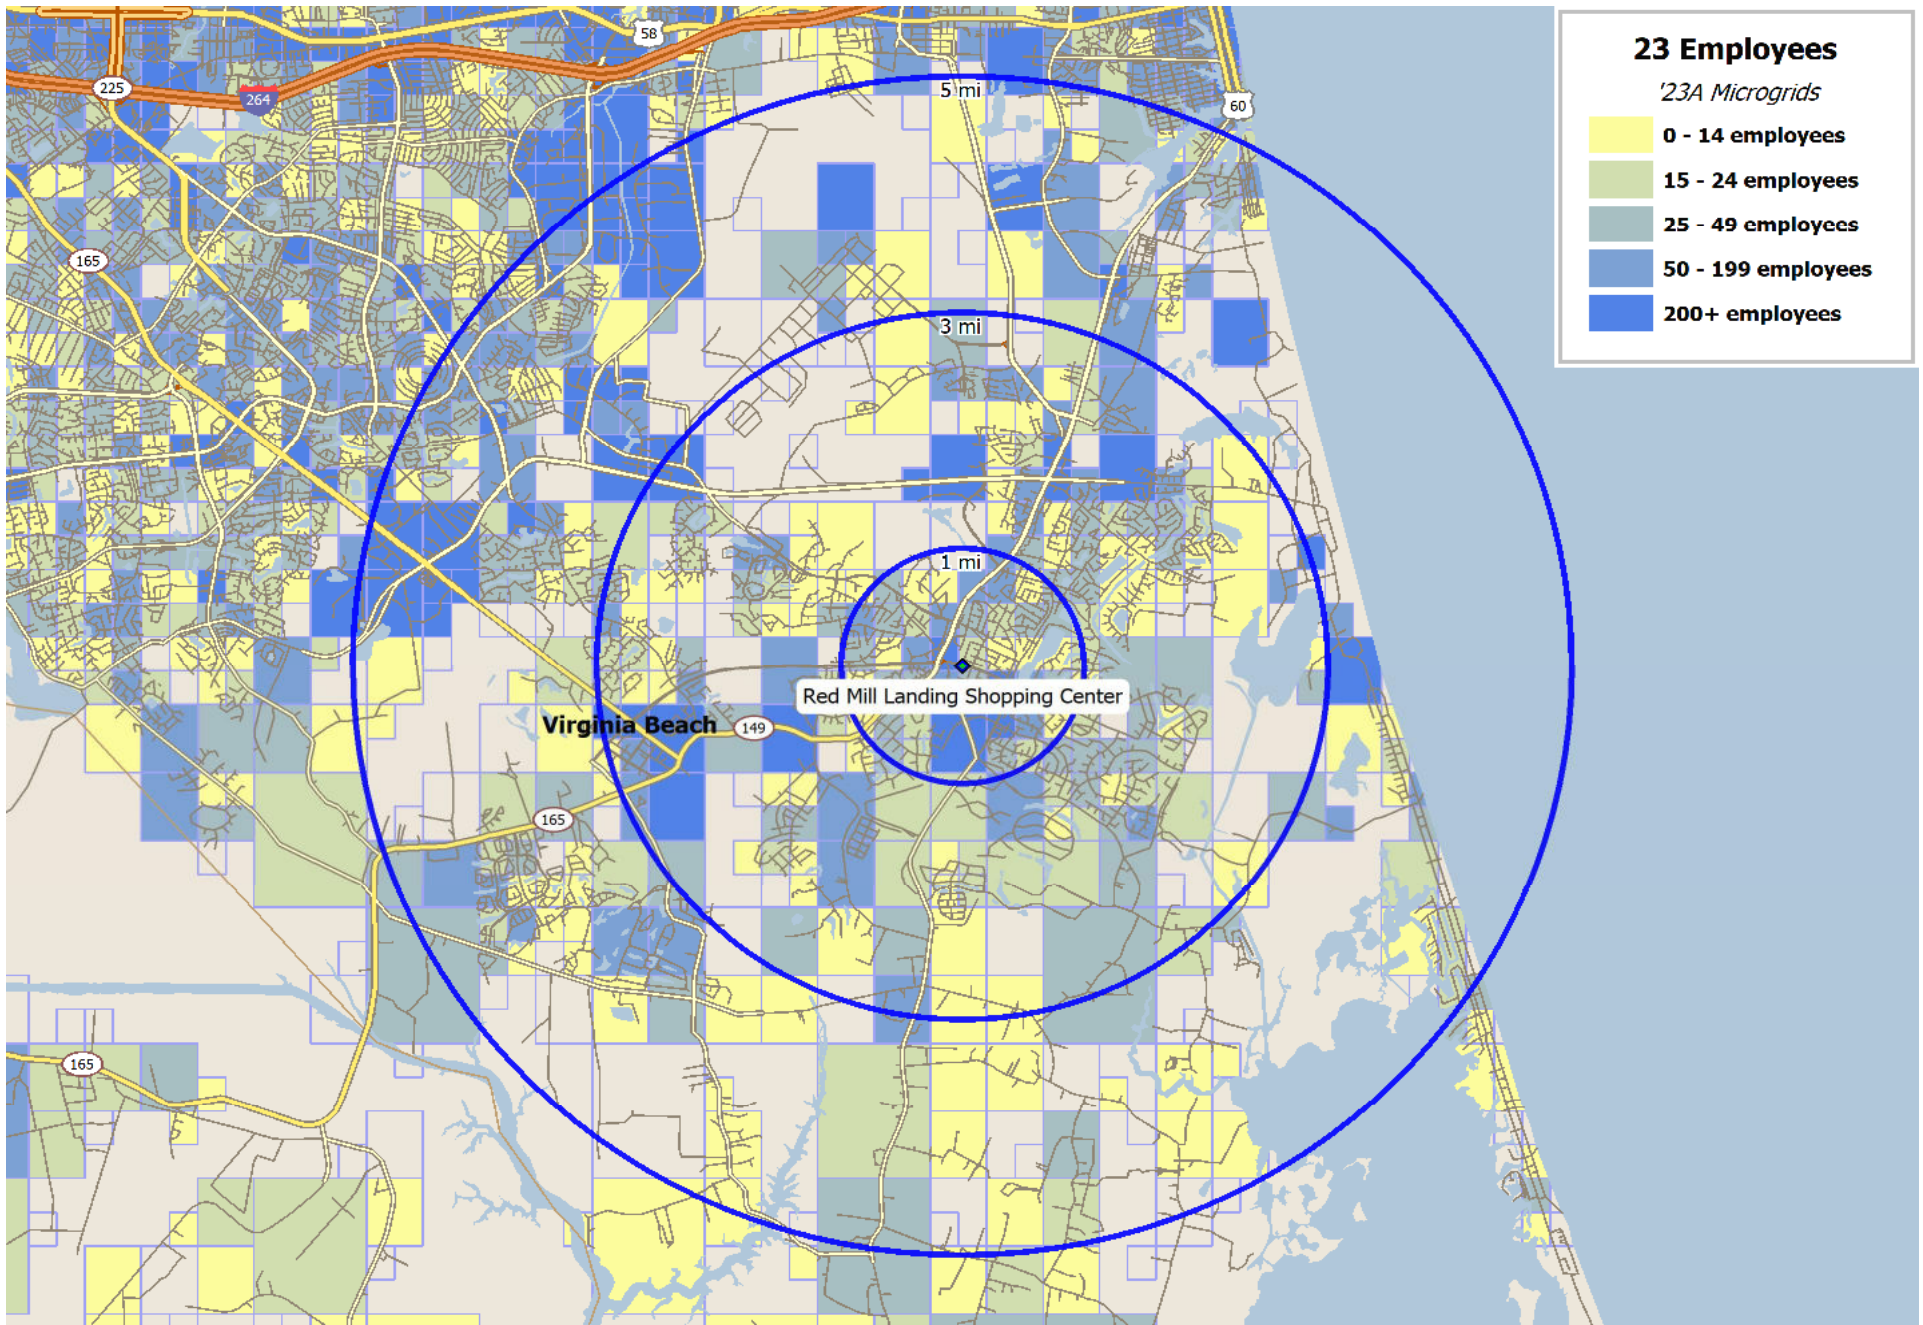 58
225
264
5 mi
60
165
3 mi
1 mi
Red Mill Landing Shopping Center
Virginia Beach
149
165
165
23 Employees
'23A Microgrids
0 - 14 employees
15 - 24 employees
25 - 49 employees
50 - 199 employees
200+ employees